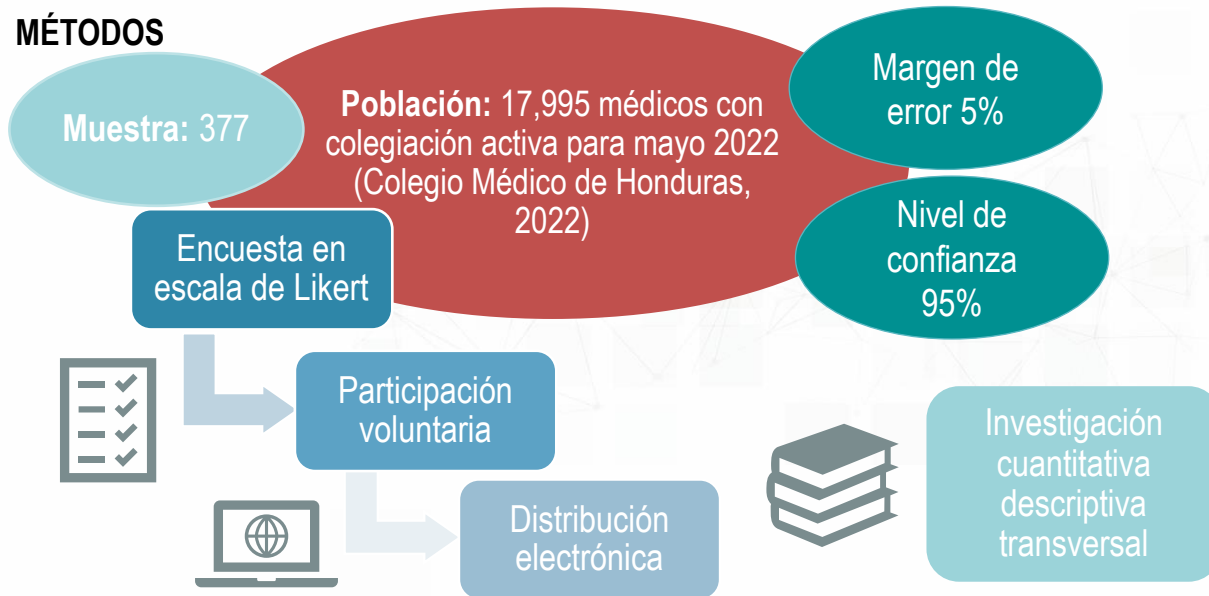 MÉTODOS
Muestra: 377
Población: 17,995 médicos con
colegiación activa para mayo 2022
(Colegio Médico de Honduras,
2022)
Margen de
error 5%
Nivel de
confianza
95%
Encuesta en
escala de Likert
Participación
voluntaria
Distribución
electrónica
Investigación
cuantitativa
descriptiva
transversal